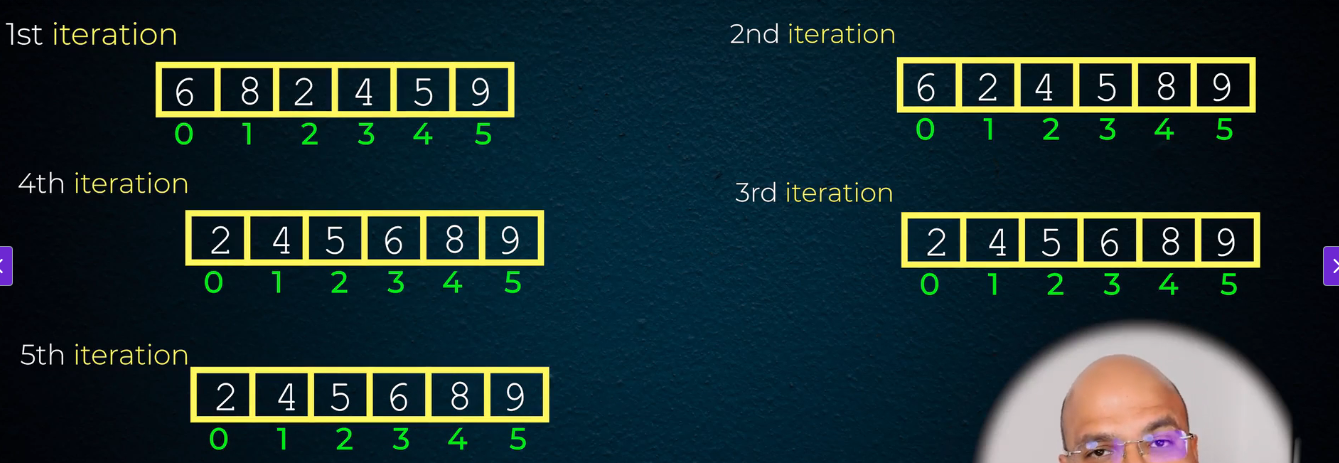 1st iteration
6 8 2 4 5 9
0 1 2 3 4 5
2nd iteration
6 2 4 5 8 9
0 1 2 3 4 5
4th iteration
2 4 5 6 8 9
0 1 2 3 4 5
3rd iteration
2 4 5 6 8 9
0 1 2 3 4 5
5th iteration
2 4 5 6 8 9
0 1 2 3 4 5